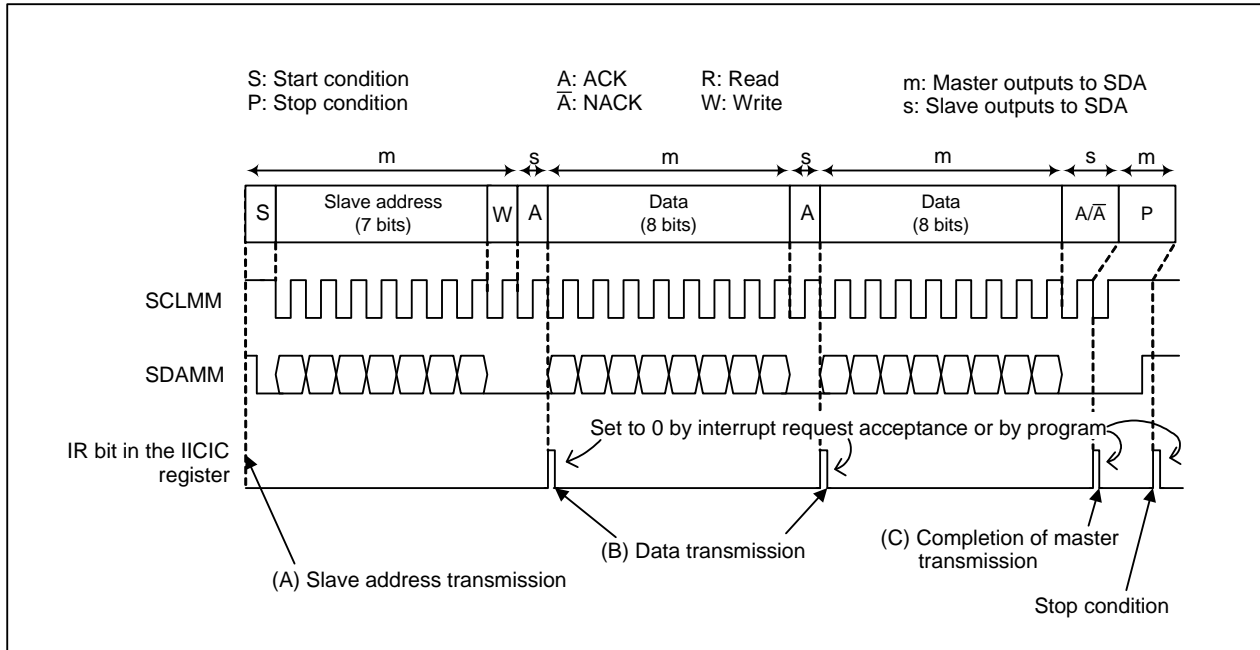 S: Start condition
P: Stop condition
A: ACK
A̅: NACK
R: Read
W: Write
m: Master outputs to SDA
s: Slave outputs to SDA
m s m s m s m
S
Slave address
(7 bits)
W
A
Data
(8 bits)
A
Data
(8 bits)
A/A̅
P
SCLMM
SDAMM
Set to 0 by interrupt request acceptance or by program
IR bit in the IICIC
register
(A) Slave address transmission
(B) Data transmission
(C) Completion of master
transmission
Stop condition